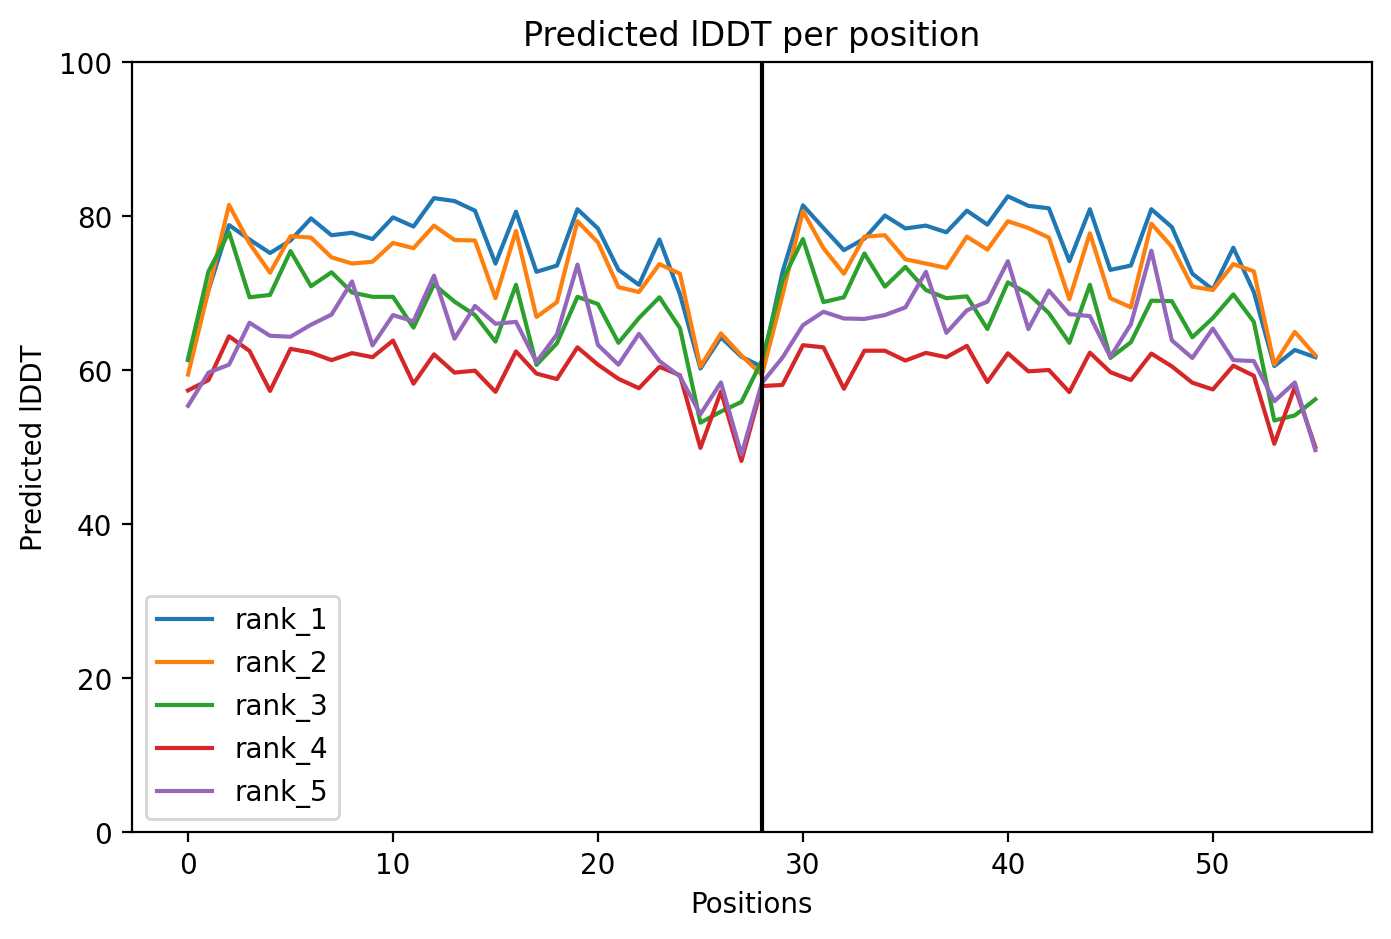 Predicted lDDT per position
100
80
60
40
20
0
Predicted lDDT
rank_1
rank_2
rank_3
rank_4
rank_5
0 10 20 30 40 50
Positions